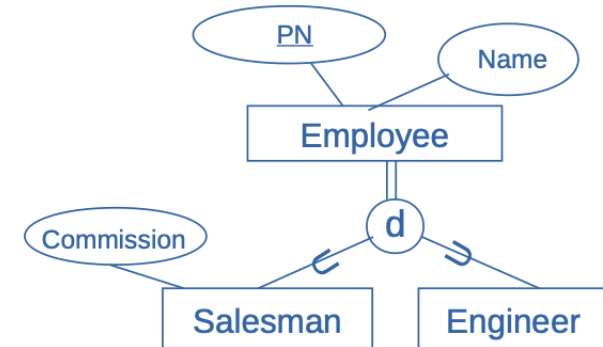 PN
Name
Employee
d
Commission
Salesman
Engineer